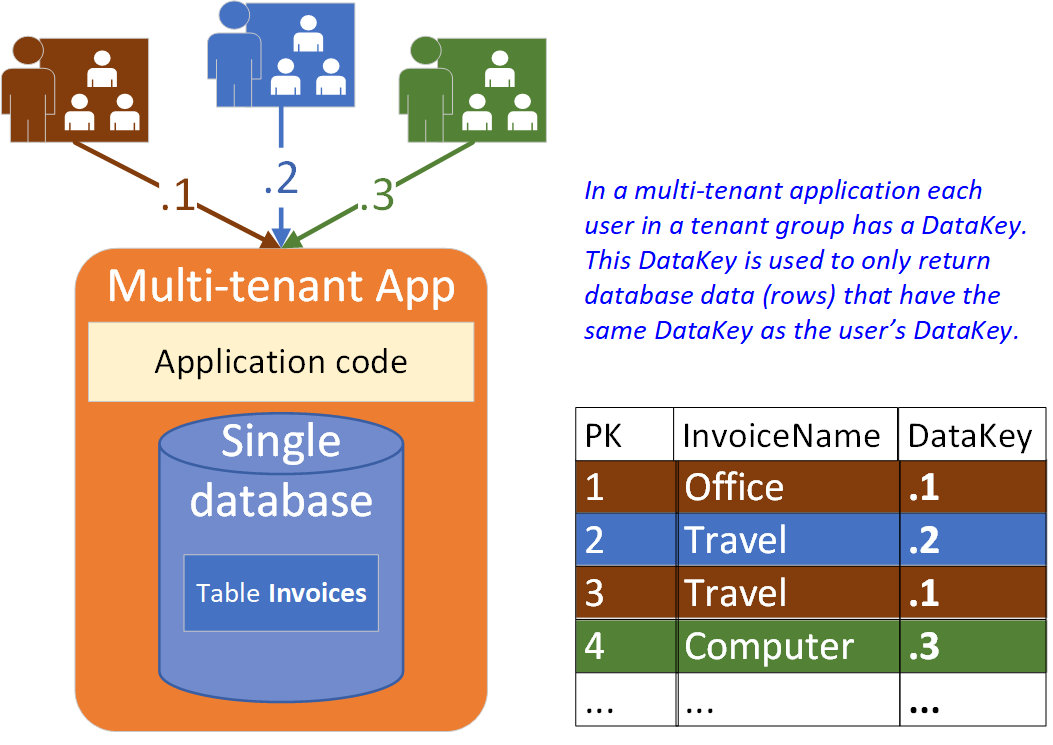 .1
.2
.3
Multi-tenant App
Application code
Single
database
Table Invoices
In a multi-tenant application each
user in a tenant group has a DataKey.
This DataKey is used to only return
database data (rows) that have the
same DataKey as the user’s DataKey.
PK InvoiceName DataKey
1 Office .1
2 Travel .2
3 Travel .1
4 Computer .3
... ... ...